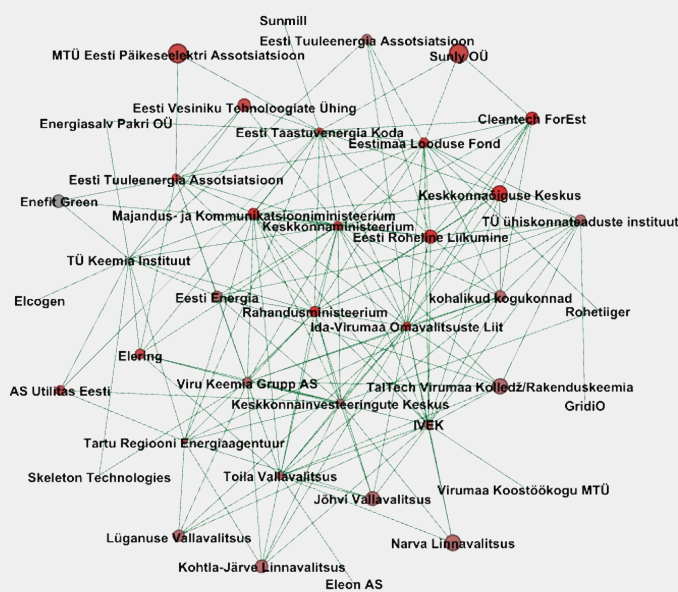 Sunmill
Eesti Tuuleenergia Assotsiatsioon
MTÜ Eesti Päikeseelektri Assotsiatsioon
Sunly OÜ
Eesti Vesiniku Tehnoloogiate Ühing
Energiasalv Pakri OÜ
Cleantech ForEst
Eesti Taastuvenergia Koda
Eestimaa Looduse Fond
Eesti Tuuleenergia Assotsiatsioon
Enefit Green
Keskkonnaõiguse Keskus
Majandus- ja Kommunikatsiooniministeerium
TÜ ühiskonnateaduste instituut
Keskkonnaministeerium
Eesti Roheline Liikumine
TÜ Keemia Instituut
Elcogen
Eesti Energia
kohalikud kogukonnad
Rahandusministeerium
Rohetiiger
Ida-Virumaa Omavalitsuste Liit
Elering
AS Utilitas Eesti
Viru Keemia Grupp AS
TalTech Virumaa Kolledž/Rakenduskeemia
Keskkonnainvesteeringute Keskus
GridiO
IVEK
Tartu Regiooni Energiaagentuur
Skeleton Technologies
Toila Vallavalitsus
Virumaa Koostöökogu MTÜ
Jõhvi Vallavalitsus
Lüganuse Vallavalitsus
Narva Linnavalitsus
Kohtla-Järve Linnavalitsus
Eleon AS